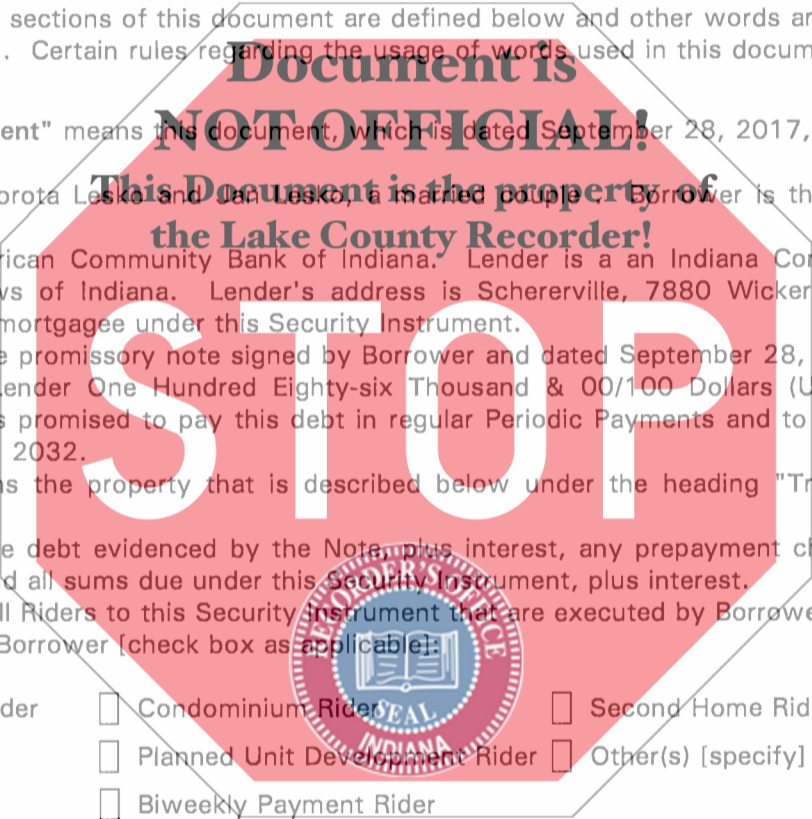 sections of this document are defined below and other words ar
. Certain rules regarding the usage of words used in this docum
Document is
NOT OFFICIAL!
ent" means this document, which is dated September 28, 2017,
This Document is the property of
orota Lesko and Jan Lesko, a married couple . Borrower is th
the Lake County Recorder!
rican Community Bank of Indiana. Lender is a an Indiana Cor
vs of Indiana. Lender's address is Schererville, 7880 Wicker
mortgagee under this Security Instrument.
e promissory note signed by Borrower and dated September 28,
ender One Hundred Eighty-six Thousand & 00/100 Dollars (U
s promised to pay this debt in regular Periodic Payments and to
2032.
STOP
ns the property that is described below under the heading "Tr
e debt evidenced by the Note, plus interest, any prepayment ch
d all sums due under this Security Instrument, plus interest.
ll Riders to this Security Instrument that are executed by Borrowe
Borrower [check box as applicable]:
RECORDER'S OFFICE
SEAL
INDIANA
der Condominium Rider Second Home Rid
Planned Unit Development Rider Other(s) [specify]
Biweekly Payment Rider